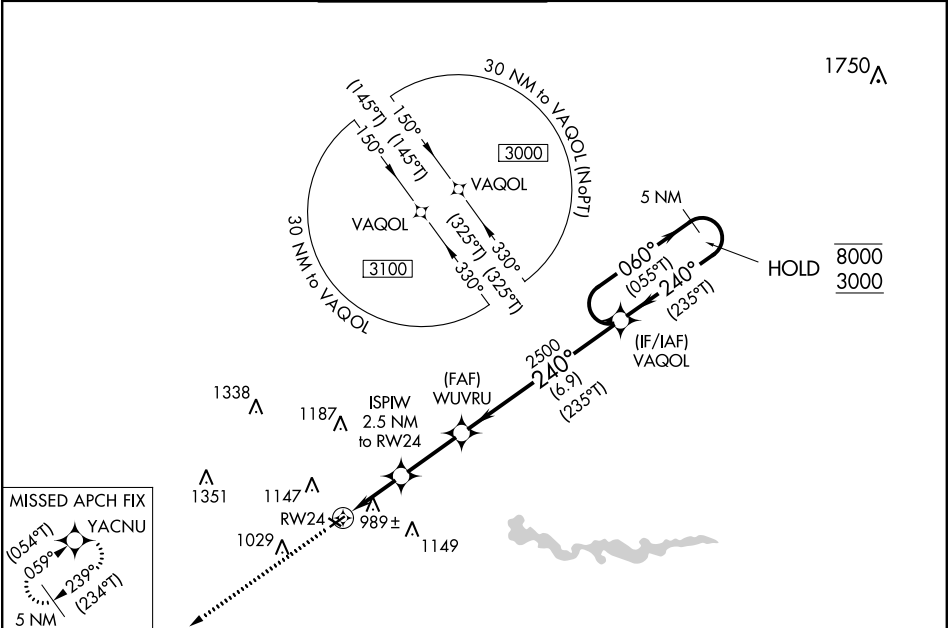 1750
30 NM to VAQOL (NoPT)
(145°T)
150°
(145°T)
150°
3000
VAQOL
VAQOL
(325°T)
330°
(325°T)
330°
3100
30 NM to VAQOL
5 NM
060°
(055°T)
240°
(235°T)
HOLD
8000
3000
(IF/IAF)
VAQOL
2500
240°
(6.9)
(235°T)
(FAF)
WUVRU
ISPIW
2.5 NM
to RW24
1338
1187
1351
1147
RW24
989±
1029
1149
MISSED APCH FIX
YACNU
(054°T)
059°
239°
(234°T)
5 NM